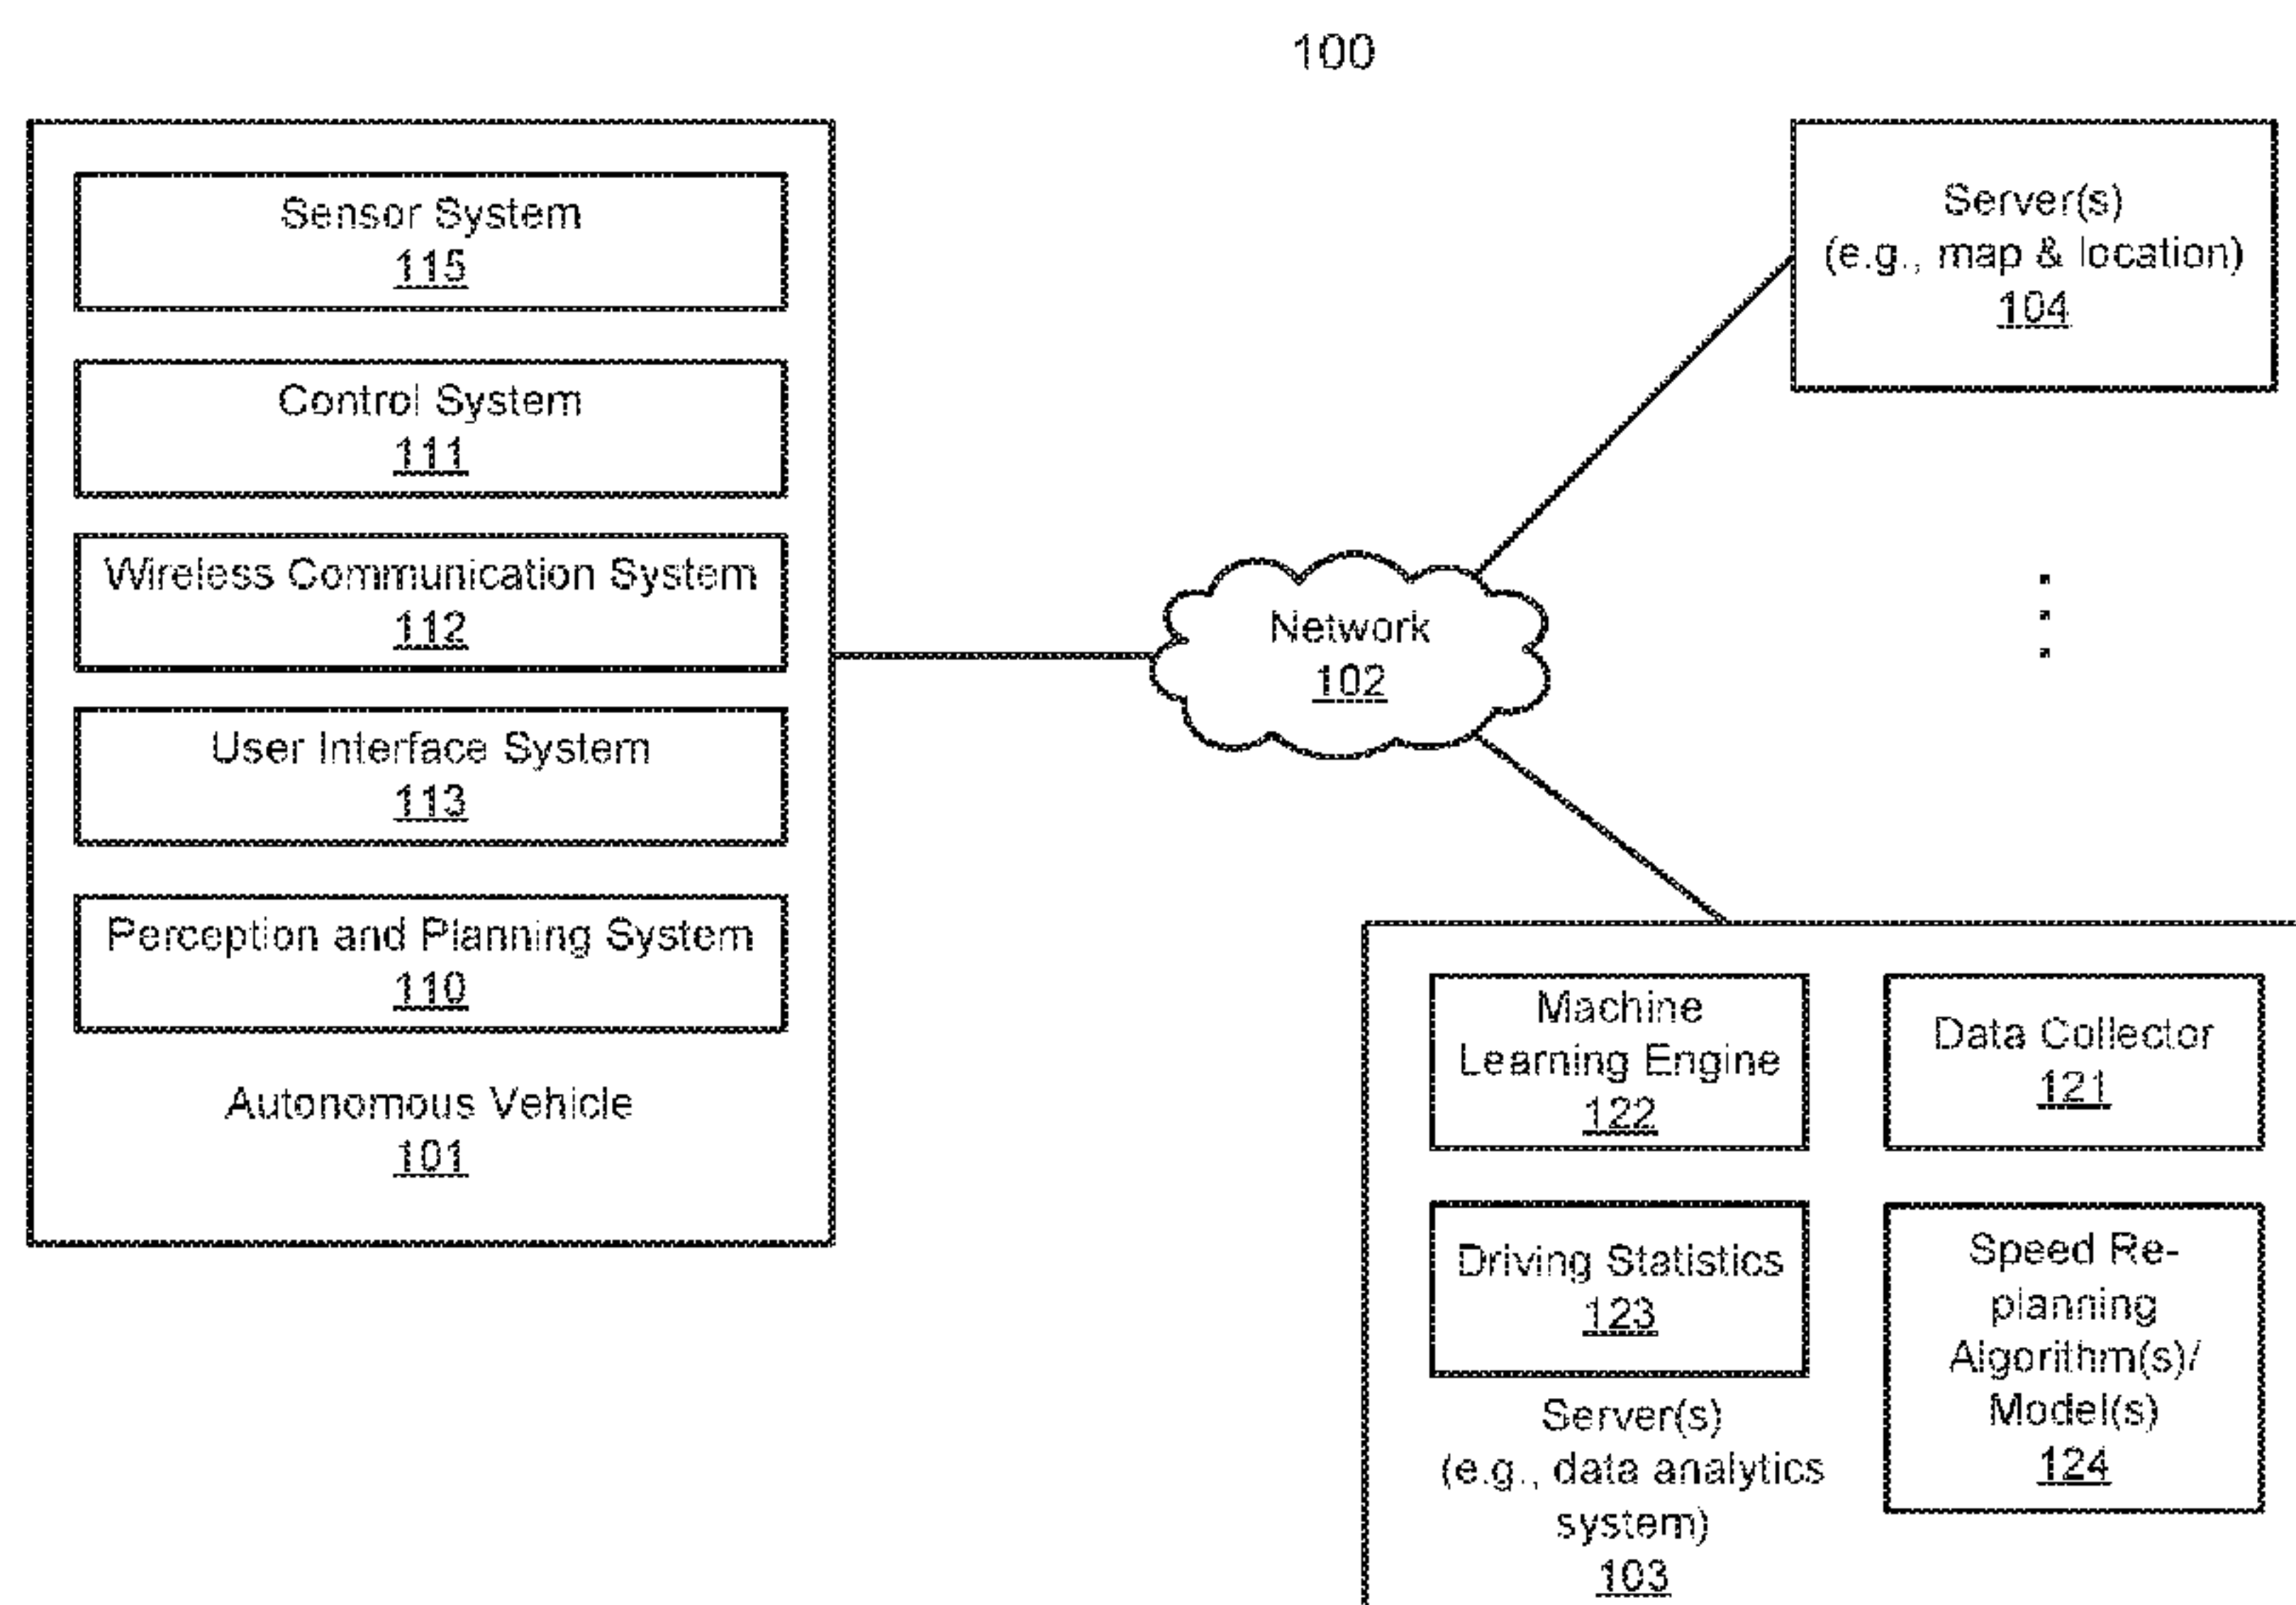 100
Sensor System
115
Control System
111
Wireless Communication System
112
User Interface System
113
Perception and Planning System
110
Autonomous Vehicle
101
Network
102
Server(s)
(e.g., map & location)
104
Machine
Learning Engine
122
Data Collector
121
Driving Statistics
123
Speed Re-
planning
Algorithm(s)/
Model(s)
124
Server(s)
(e.g., data analytics
system)
103